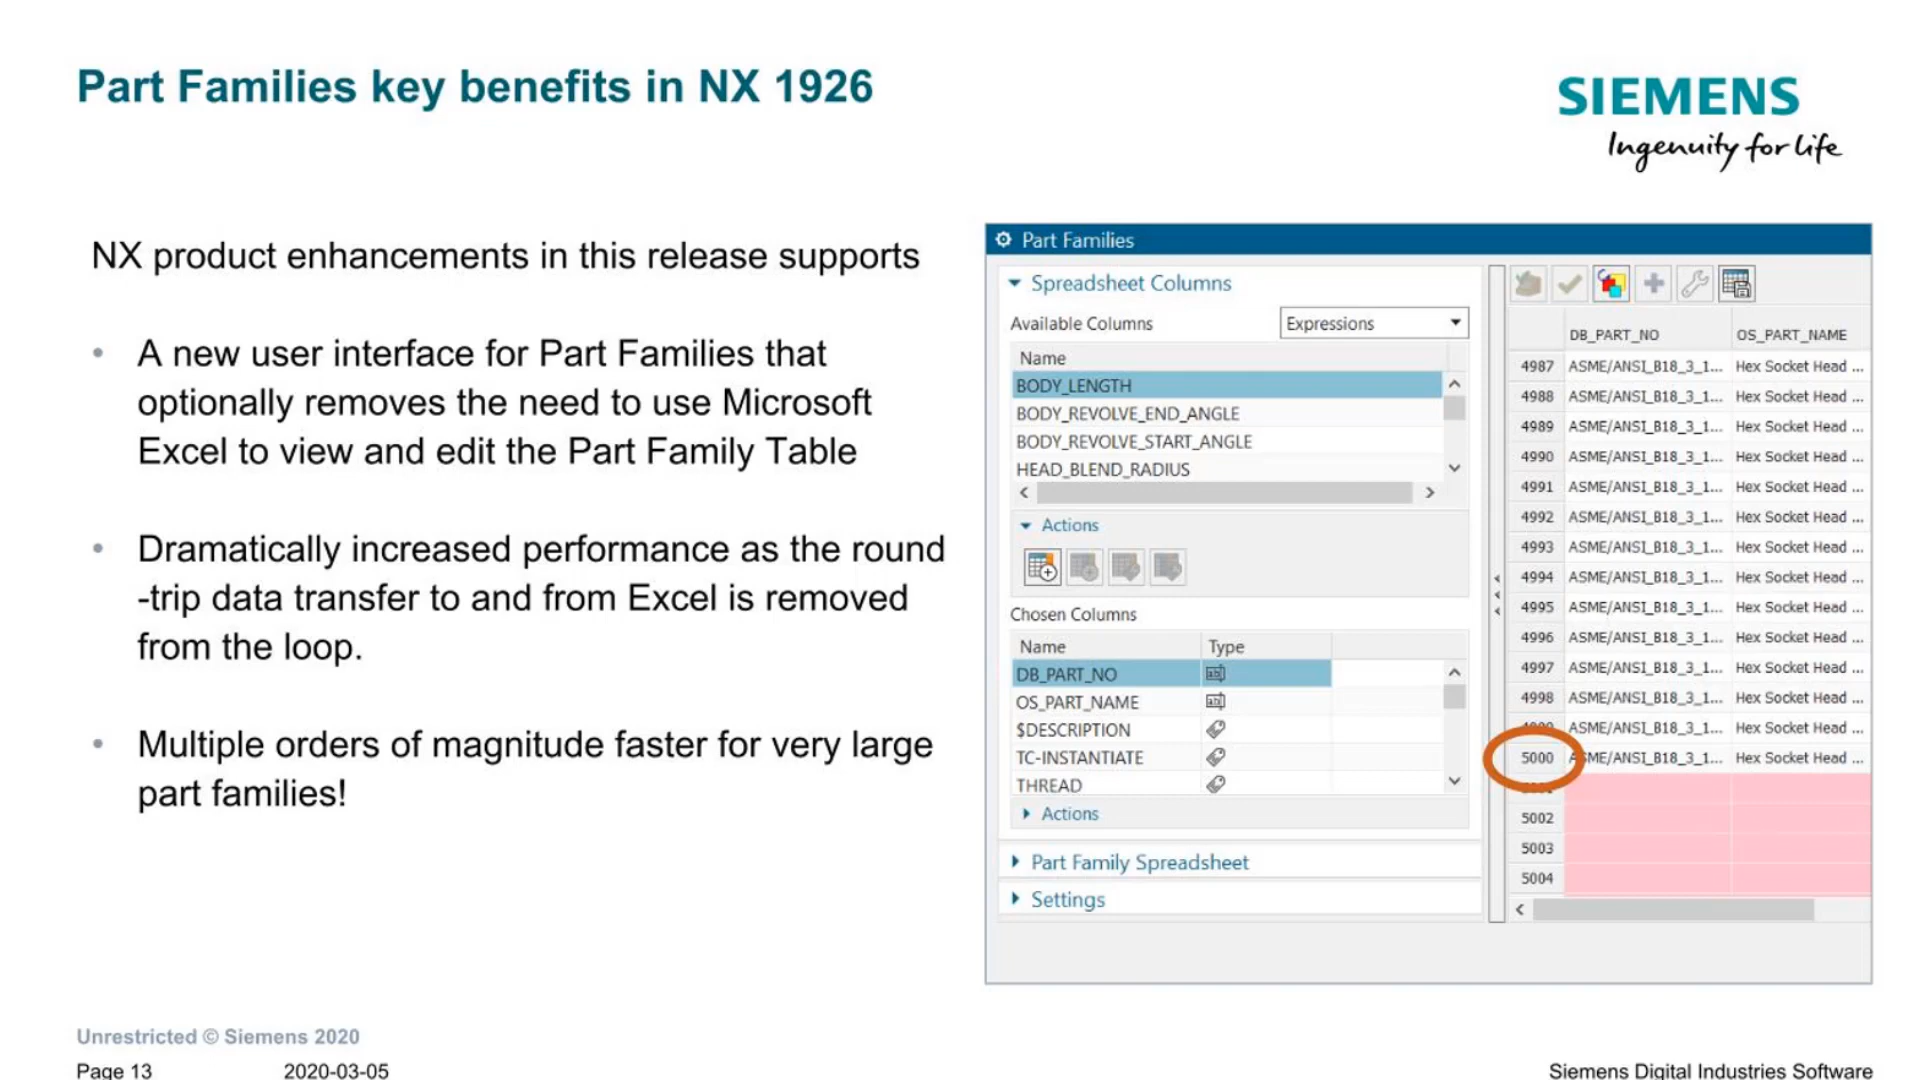 Part Families key benefits in NX 1926
SIEMENS
Ingenuity for life
NX product enhancements in this release supports
• A new user interface for Part Families that
optionally removes the need to use Microsoft
Excel to view and edit the Part Family Table
• Dramatically increased performance as the round
-trip data transfer to and from Excel is removed
from the loop.
• Multiple orders of magnitude faster for very large
part families!
Part Families
Spreadsheet Columns
Available Columns
Expressions
Name
BODY_LENGTH
BODY_REVOLVE_END_ANGLE
BODY_REVOLVE_START_ANGLE
HEAD_BLEND_RADIUS
Actions
Chosen Columns
Name Type
DB_PART_NO
OS_PART_NAME
$DESCRIPTION
TC-INSTANTIATE
THREAD
Actions
Part Family Spreadsheet
Settings
DB_PART_NO OS_PART_NAME
4987 ASME/ANSI_B18_3_1... Hex Socket Head ...
4988 ASME/ANSI_B18_3_1... Hex Socket Head ...
4989 ASME/ANSI_B18_3_1... Hex Socket Head ...
4990 ASME/ANSI_B18_3_1... Hex Socket Head ...
4991 ASME/ANSI_B18_3_1... Hex Socket Head ...
4992 ASME/ANSI_B18_3_1... Hex Socket Head ...
4993 ASME/ANSI_B18_3_1... Hex Socket Head ...
4994 ASME/ANSI_B18_3_1... Hex Socket Head ...
4995 ASME/ANSI_B18_3_1... Hex Socket Head ...
4996 ASME/ANSI_B18_3_1... Hex Socket Head ...
4997 ASME/ANSI_B18_3_1... Hex Socket Head ...
4998 ASME/ANSI_B18_3_1... Hex Socket Head ...
ASME/ANSI_B18_3_1... Hex Socket Head ...
5000 SME/ANSI_B18_3_1... Hex Socket Head ...
5002
5003
5004
Unrestricted © Siemens 2020
Page 13 2020-03-05 Siemens Digital Industries Software